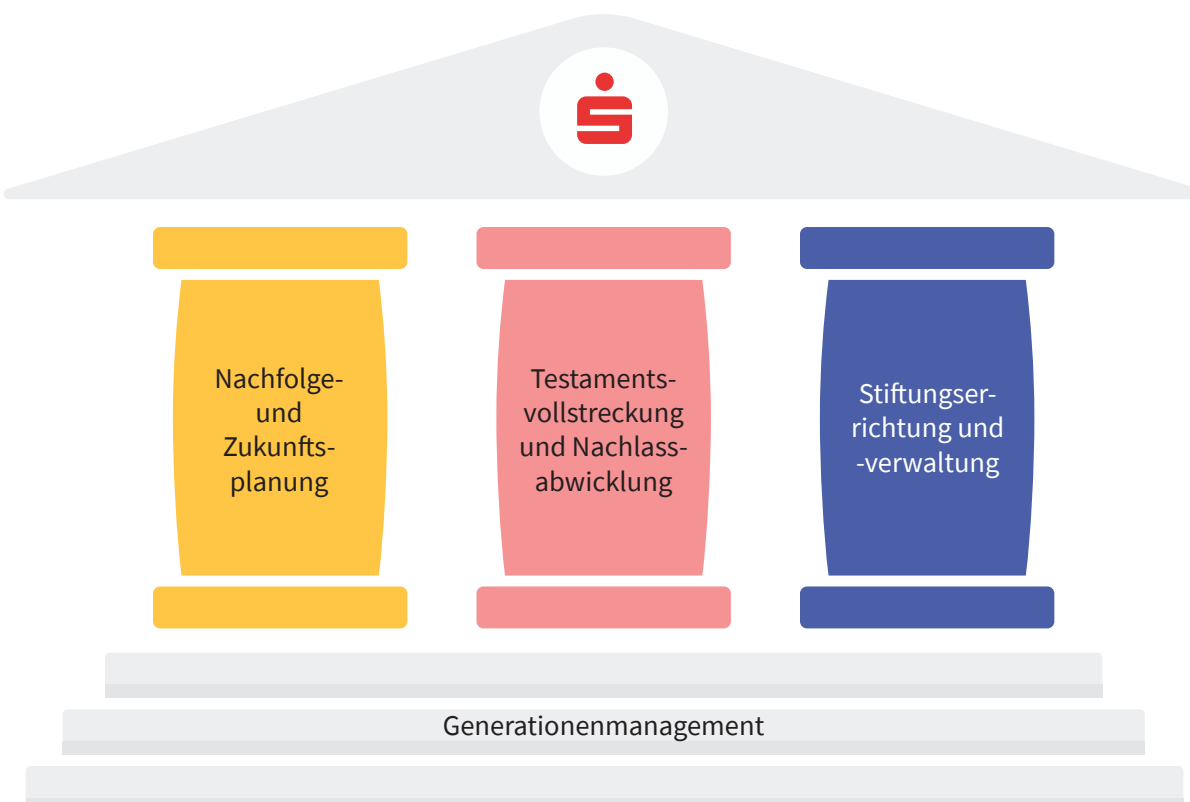 Nachfolge-
und
Zukunfts-
planung
Testaments-
vollstreckung
und Nachlass-
abwicklung
Stiftungser-
richtung und
-verwaltung
Generationenmanagement